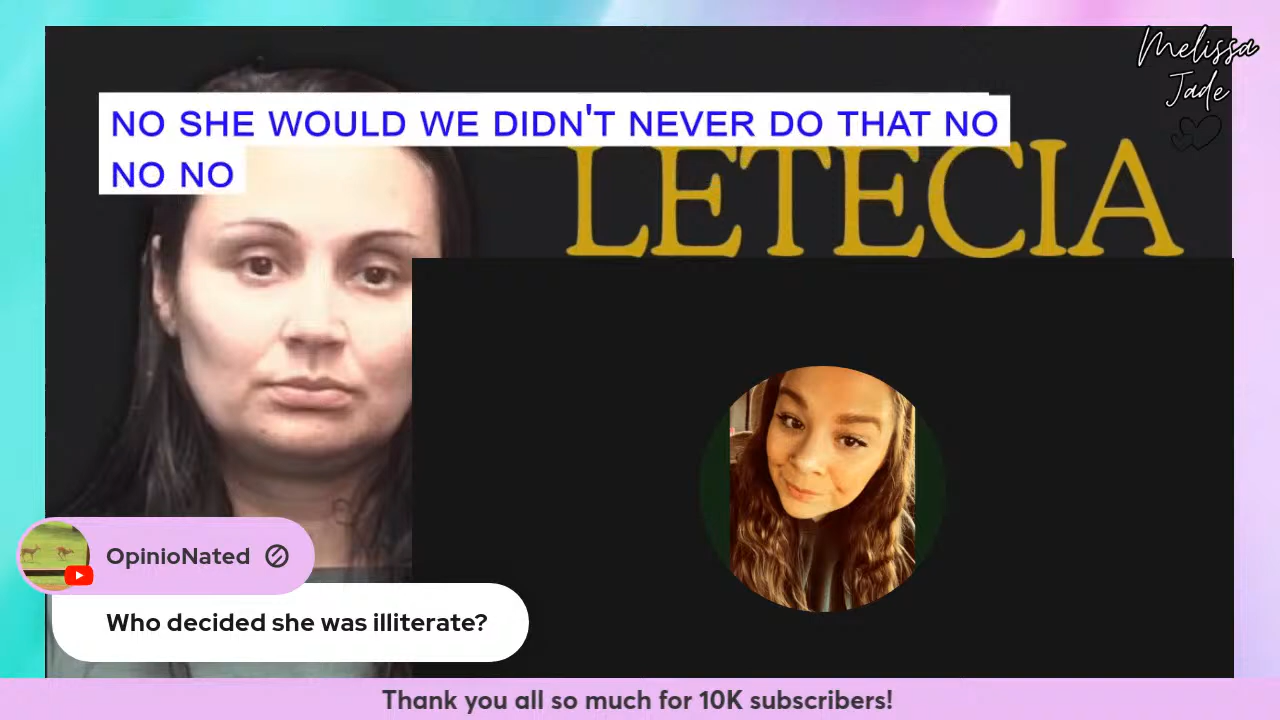 Melissa
Jade
NO SHE WOULD WE DIDN'T NEVER DO THAT NO
NO NO
LETECIA
OpinioNated
Who decided she was illiterate?
Thank you all so much for 10K subscribers!